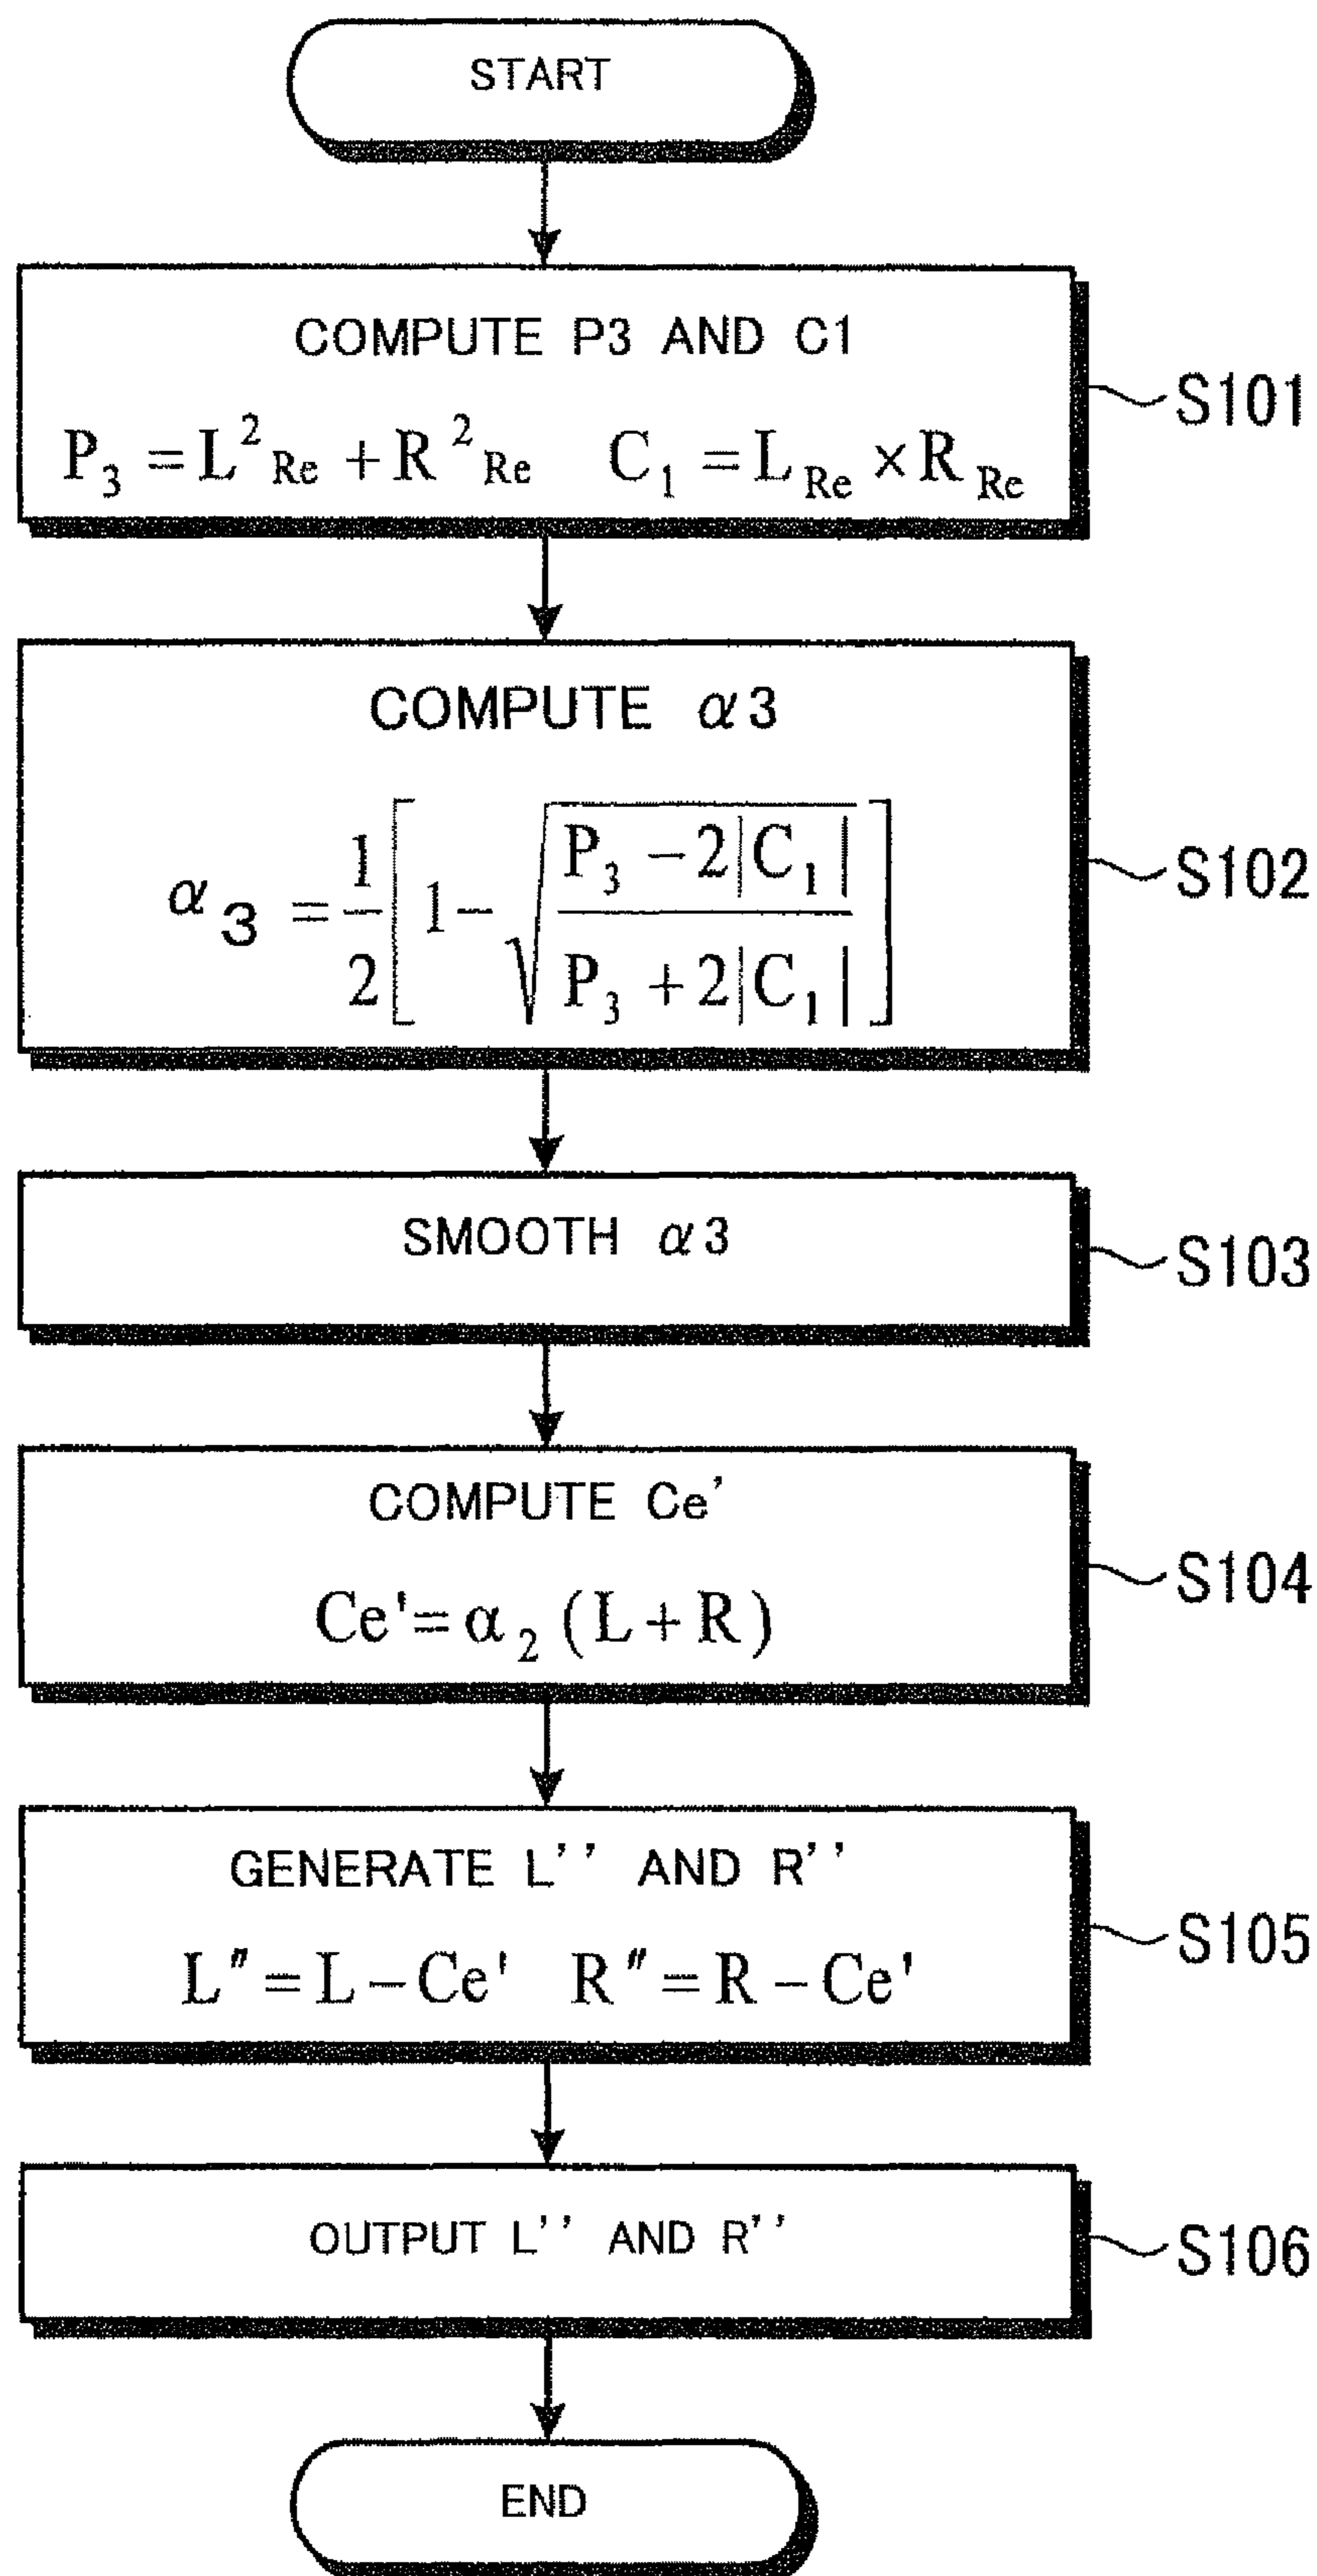 START
COMPUTE P3 AND C1
P₃ = L²Re + R²Re   C₁ = L Re × R Re
S101
COMPUTE α3
α₃ = 1/2 [ 1 - √( (P₃ - 2|C₁|) / (P₃ + 2|C₁|) ) ]
S102
SMOOTH α3
S103
COMPUTE Ce'
Ce' = α₂ (L + R)
S104
GENERATE L'' AND R''
L" = L - Ce'   R" = R - Ce'
S105
OUTPUT L'' AND R''
S106
END